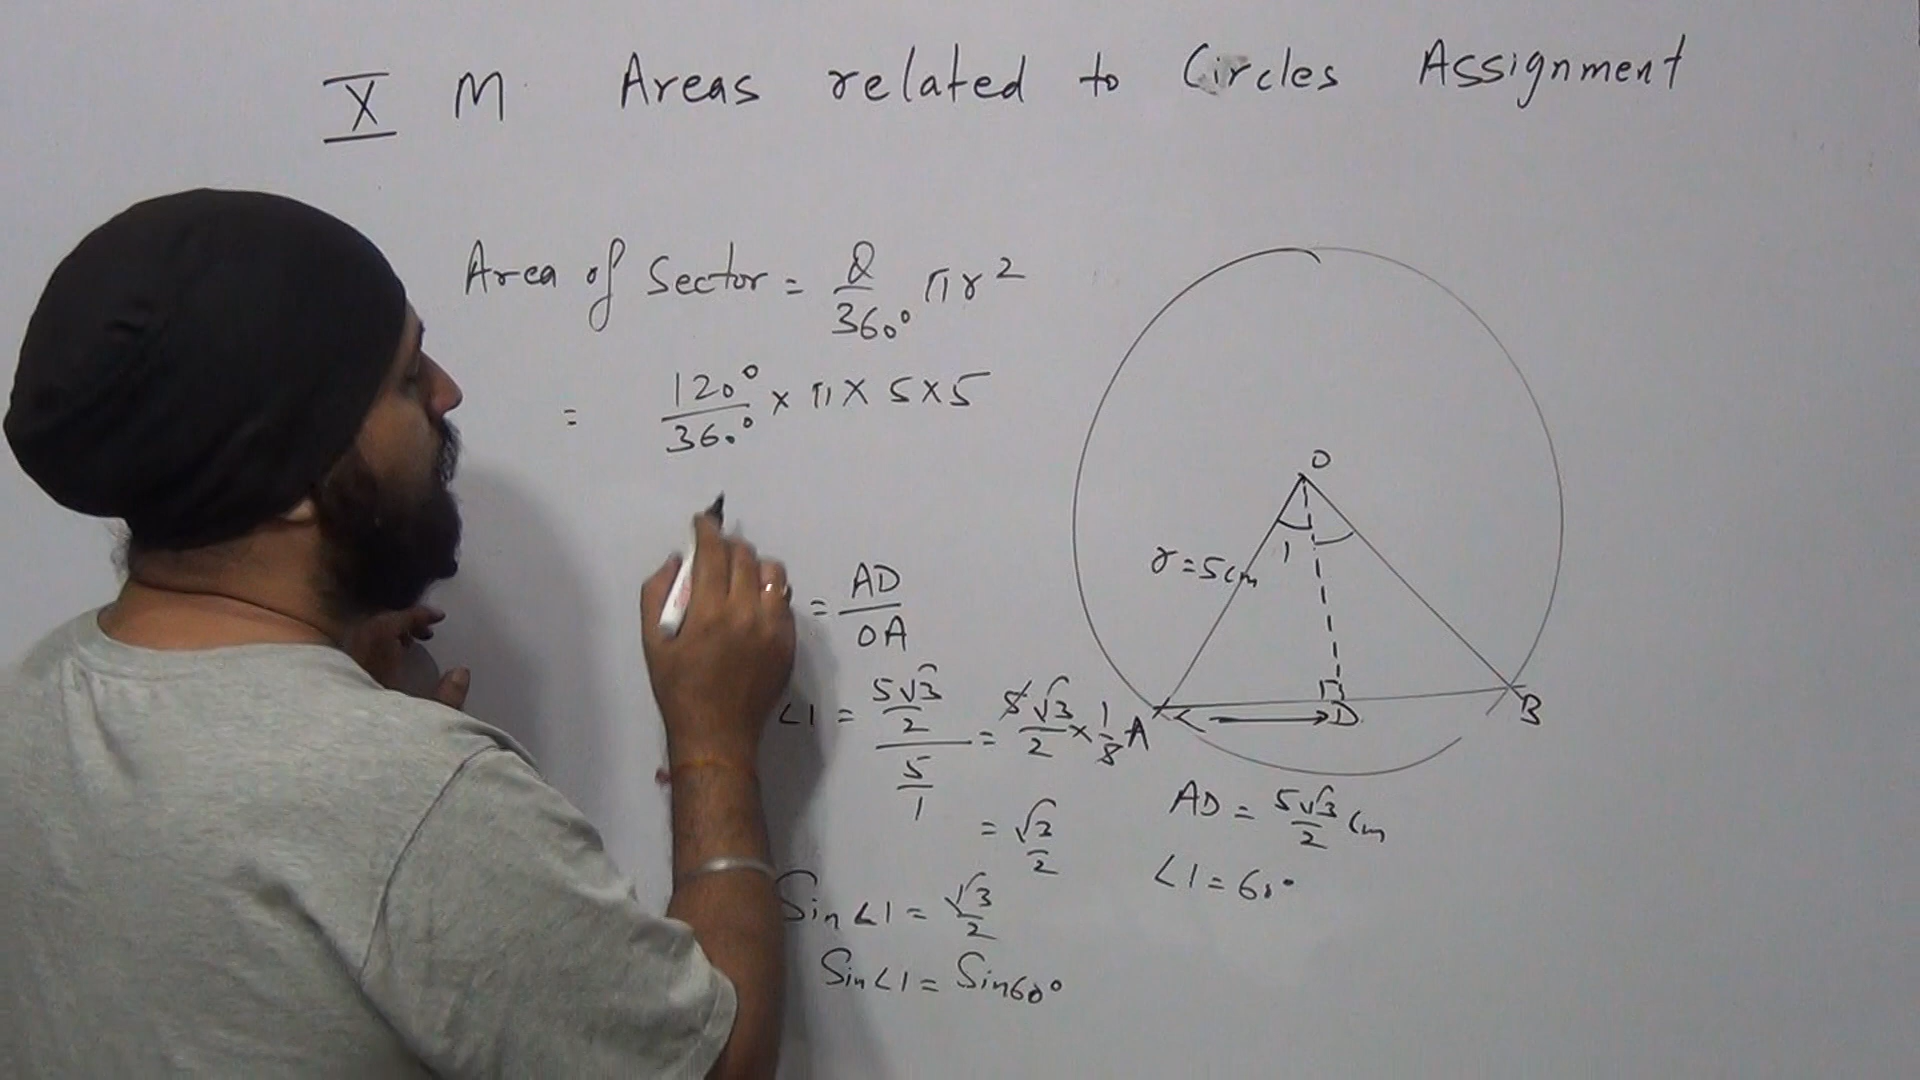 X M. Areas related to Circles Assignment
Area of Sector = θ/360° πr²
= 120°/360° × π × 5 × 5
= AD/OA
∠1 = (5√3/2)/(5/1) = 5√3/2 × 1/5
= √3/2
Sin∠1 = √3/2
Sin∠1 = Sin60°
O
1
r = 5cm
A
D
B
AD = 5√3/2 cm
∠1 = 60°